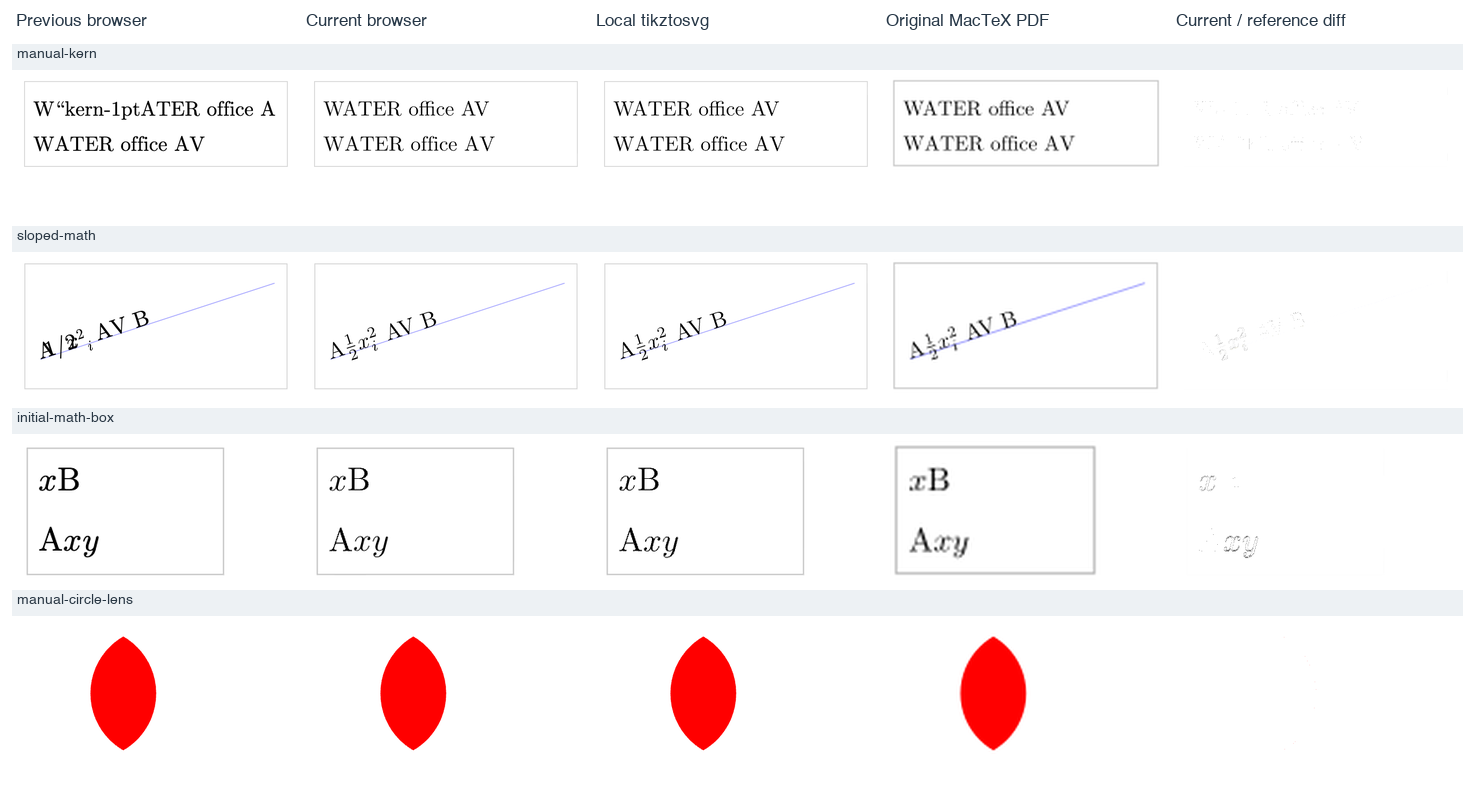 Previous browser Current browser Local tikztosvg Original MacTeX PDF Current / reference diff
manual-kern
W“kern-1ptATER office A WATER office AV WATER office AV WATER office AV
WATER office AV WATER office AV WATER office AV WATER office AV
sloped-math
A1/2x²ᵢ AV B A½x²ᵢ AV B A½x²ᵢ AV B A½x²ᵢ AV B
initial-math-box
xB xB xB xB
Axy Axy Axy Axy
manual-circle-lens